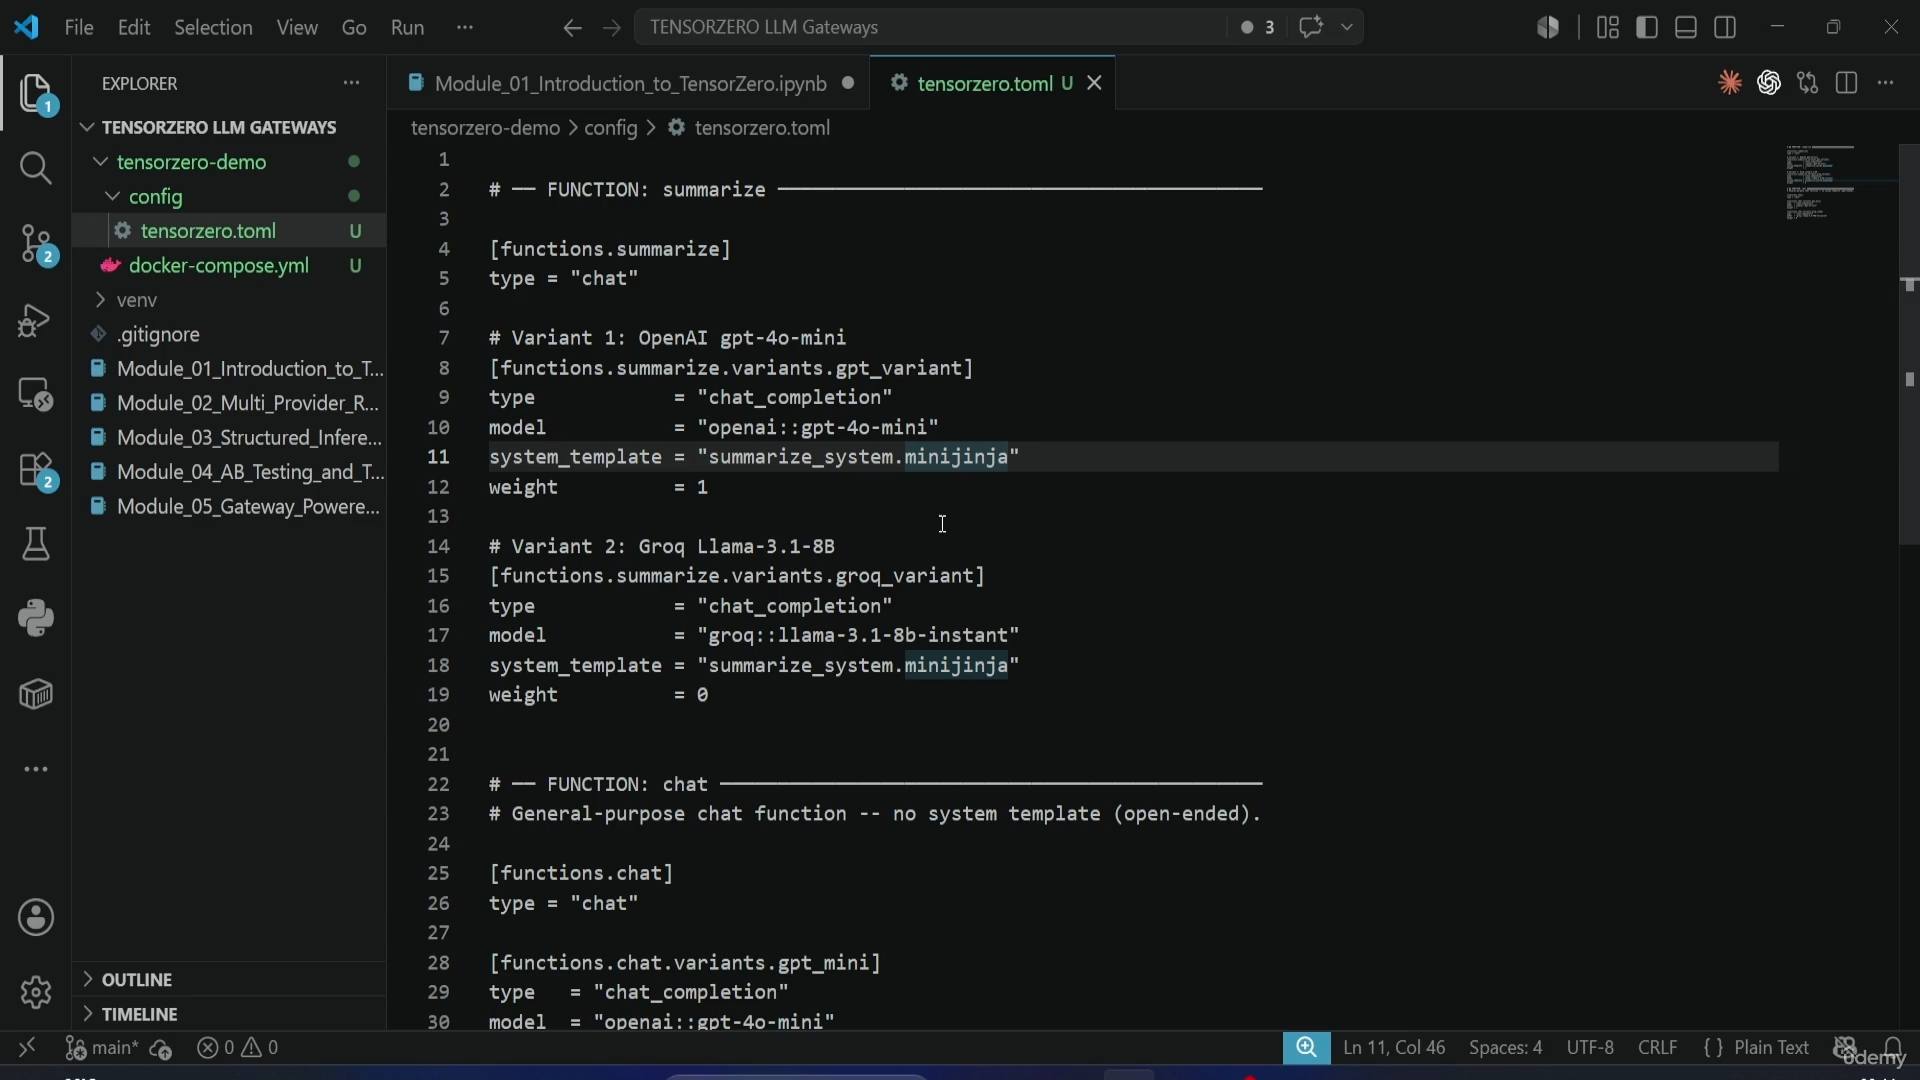 File Edit Selection View Go Run ···
TENSORZERO LLM Gateways
3
EXPLORER
TENSORZERO LLM GATEWAYS
tensorzero-demo
config
tensorzero.toml U
docker-compose.yml U
venv
.gitignore
Module_01_Introduction_to_T...
Module_02_Multi_Provider_R...
Module_03_Structured_Infere...
Module_04_AB_Testing_and_T...
Module_05_Gateway_Powere...
OUTLINE
TIMELINE
1
2
2
Module_01_Introduction_to_TensorZero.ipynb
tensorzero.toml U
tensorzero-demo > config > tensorzero.toml
1
2 # ── FUNCTION: summarize ──────────────────────────────────────────
3
4 [functions.summarize]
5 type = "chat"
6
7 # Variant 1: OpenAI gpt-4o-mini
8 [functions.summarize.variants.gpt_variant]
9 type            = "chat_completion"
10 model           = "openai::gpt-4o-mini"
11 system_template = "summarize_system.minijinja"
12 weight          = 1
13
14 # Variant 2: Groq Llama-3.1-8B
15 [functions.summarize.variants.groq_variant]
16 type            = "chat_completion"
17 model           = "groq::llama-3.1-8b-instant"
18 system_template = "summarize_system.minijinja"
19 weight          = 0
20
21
22 # ── FUNCTION: chat ───────────────────────────────────────────────
23 # General-purpose chat function -- no system template (open-ended).
24
25 [functions.chat]
26 type = "chat"
27
28 [functions.chat.variants.gpt_mini]
29 type   = "chat_completion"
30 model  = "openai::gpt-4o-mini"
main* 0 0
Ln 11, Col 46 Spaces: 4 UTF-8 CRLF { } Plain Text
udemy